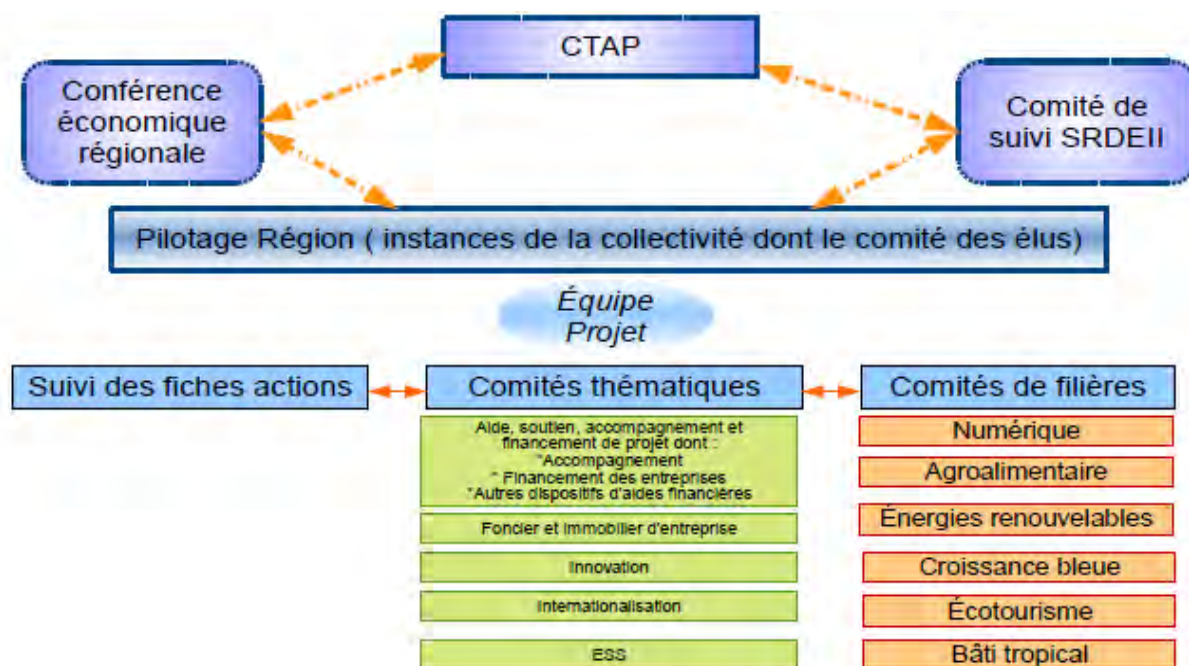 CTAP
Conférence
économique
régionale
Comité de
suivi SRDEII
Pilotage Région ( instances de la collectivité dont le comité des élus)
Équipe
Projet
Suivi des fiches actions
Comités thématiques
Comités de filières
Aide, soutien, accompagnement et
financement de projet dont :
*Accompagnement
* Financement des entreprises
*Autres dispositifs d'aides financières
Foncier et immobilier d'entreprise
Innovation
Internationalisation
ESS
Numérique
Agroalimentaire
Énergies renouvelables
Croissance bleue
Écotourisme
Bâti tropical